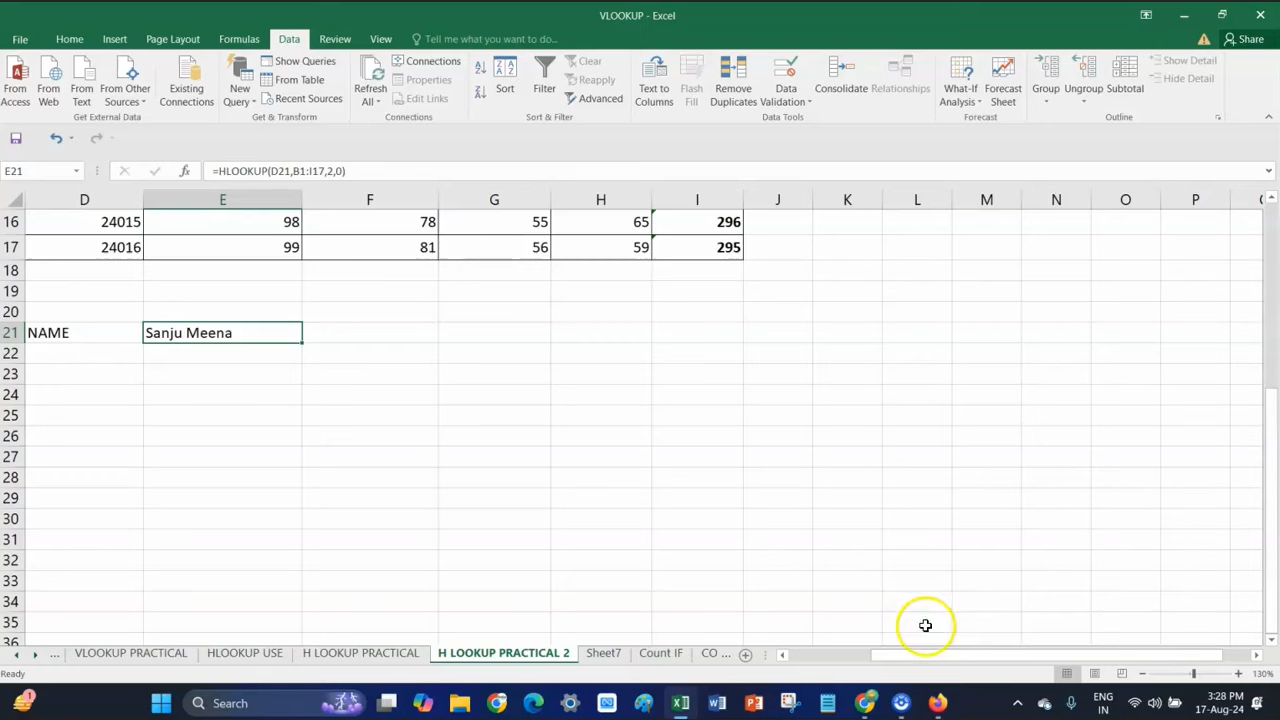 VLOOKUP - Excel
File Home Insert Page Layout Formulas Data Review View Tell me what you want to do... Share
From Access
From Web
From Text
From Other Sources
Existing Connections
Get External Data
New Query
Show Queries
From Table
Recent Sources
Get & Transform
Refresh All
Connections
Properties
Edit Links
Connections
Sort
Filter
Clear
Reapply
Advanced
Sort & Filter
Text to Columns
Flash Fill
Remove Duplicates
Data Validation
Consolidate
Relationships
Data Tools
What-If Analysis
Forecast Sheet
Forecast
Group
Ungroup
Subtotal
Show Detail
Hide Detail
Outline
E21 fx =HLOOKUP(D21,B1:I17,2,0)
D E F G H I J K L M N O P
16 24015 98 78 55 65 296
17 24016 99 81 56 59 295
18
19
20
21 NAME Sanju Meena
22
23
24
25
26
27
28
29
30
31
32
33
34
35
36
... VLOOKUP PRACTICAL HLOOKUP USE H LOOKUP PRACTICAL H LOOKUP PRACTICAL 2 Sheet7 Count IF CO ...
Ready 130%
Search ENG 3:28 PM
IN 17-Aug-24